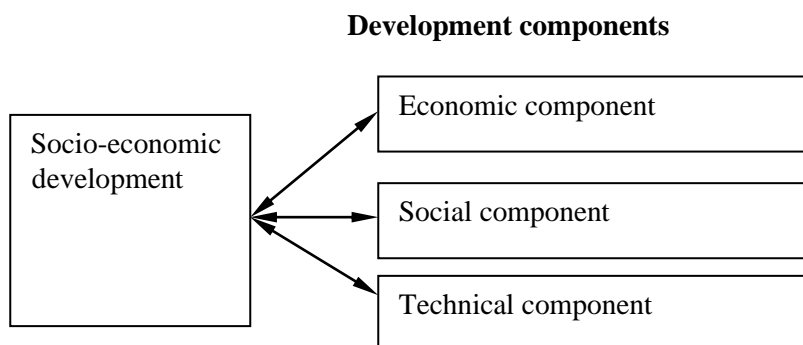 Development components
Economic component
Socio-economic
development
Social component
Technical component